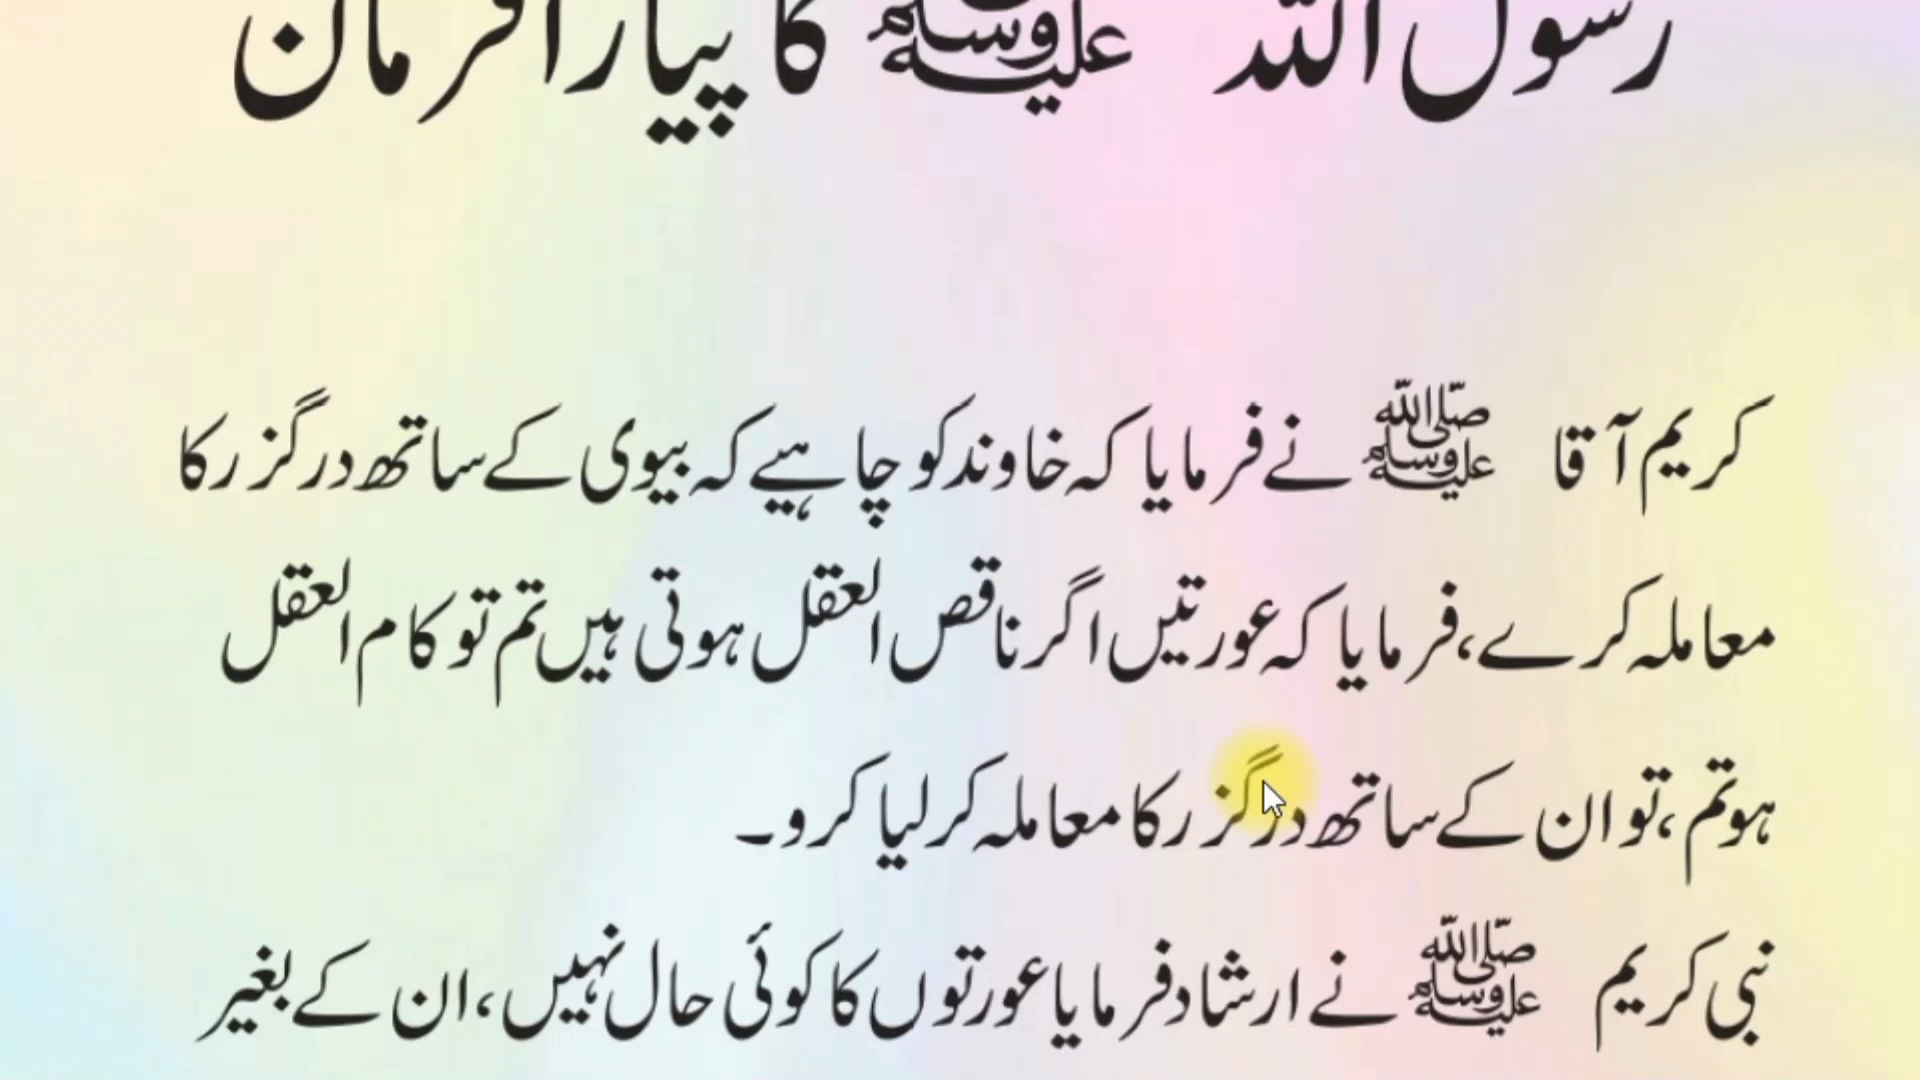 رسول اللہ ﷺ کا پیارا فرمان
کریم آقا ﷺ نے فرمایا کہ خاوند کو چاہیے کہ بیوی کے ساتھ درگزر کا
معاملہ کرے، فرمایا کہ عورتیں اگر ناقص العقل ہوتی ہیں تم تو کام العقل
ہو تم، تو ان کے ساتھ درگزر کا معاملہ کر لیا کرو۔
نبی کریم ﷺ نے ارشاد فرمایا عورتوں کا کوئی حال نہیں، ان کے بغیر